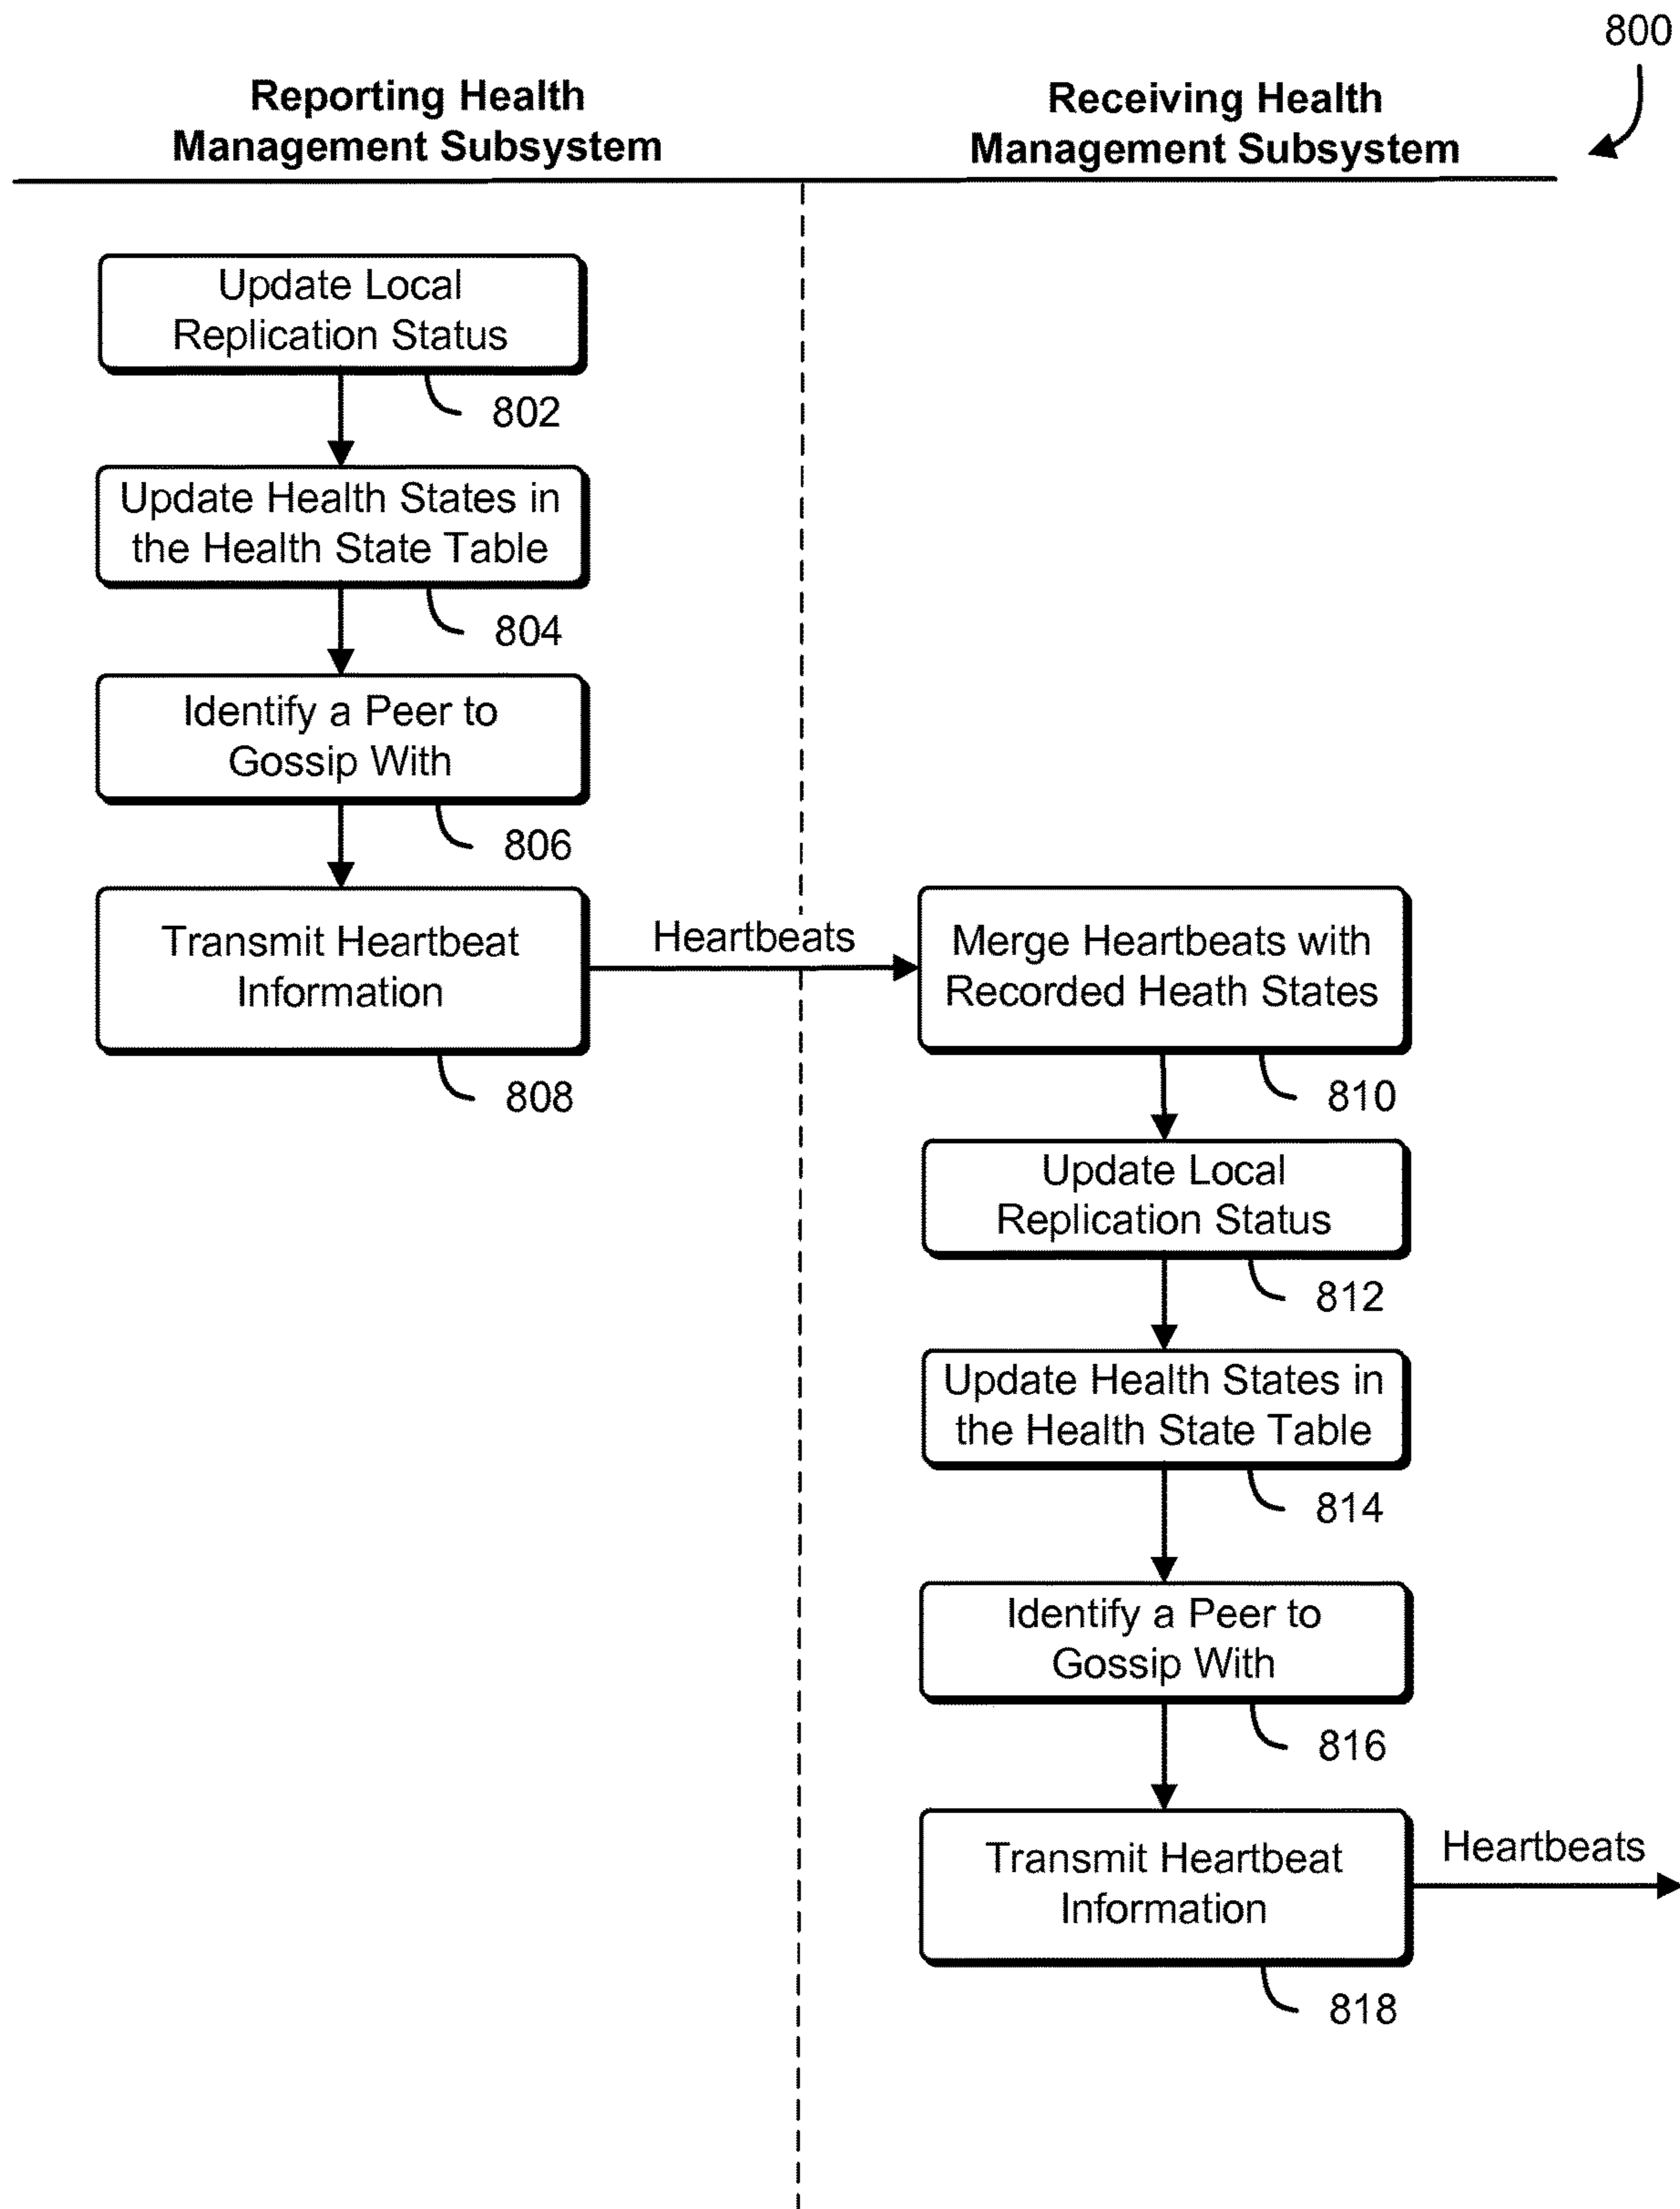 800
Reporting Health
Management Subsystem
Receiving Health
Management Subsystem
Update Local
Replication Status
802
Update Health States in
the Health State Table
804
Identify a Peer to
Gossip With
806
Transmit Heartbeat
Information
808
Heartbeats
Merge Heartbeats with
Recorded Heath States
810
Update Local
Replication Status
812
Update Health States in
the Health State Table
814
Identify a Peer to
Gossip With
816
Transmit Heartbeat
Information
818
Heartbeats